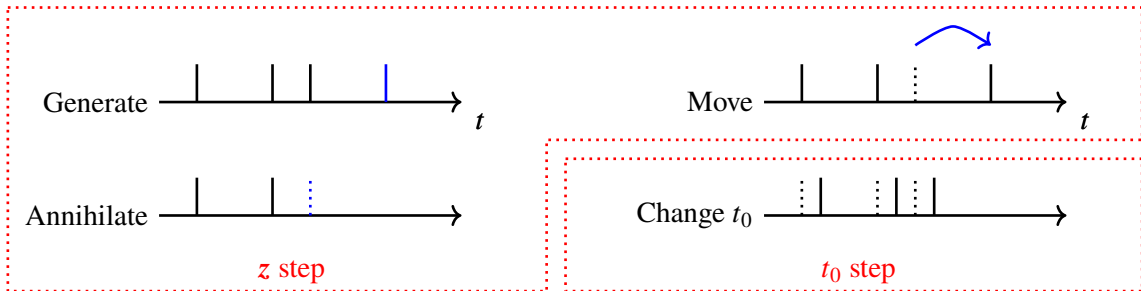 Generate
t
Move
t
Annihilate
Change t₀
z step
t₀ step